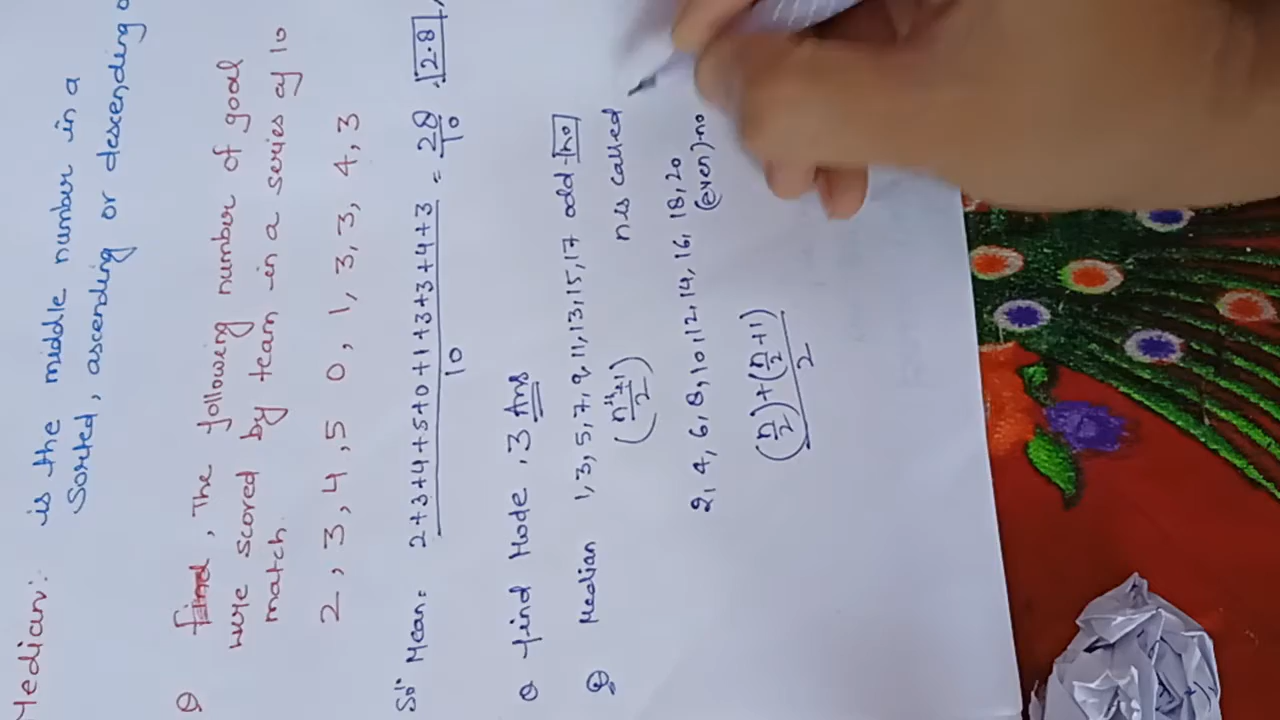 Median: is the middle number in a
Sorted, ascending or descending
Q find, The following number of goal
were scored by team in a series of 10
match.
2, 3, 4, 5 0, 1, 3, 3, 4, 3
Solⁿ Mean: 2+3+4+5+0+1+3+3+4+3 / 10 = 28/10 = 2.8
Q find Mode, 3 Ans
Q Median 1, 3, 5, 7, 9, 11, 13, 15, 17 odd no
(n+1/2) n is called
2, 4, 6, 8, 10, 12, 14, 16, 18, 20
(even) no
(n/2)+(n/2+1) / 2